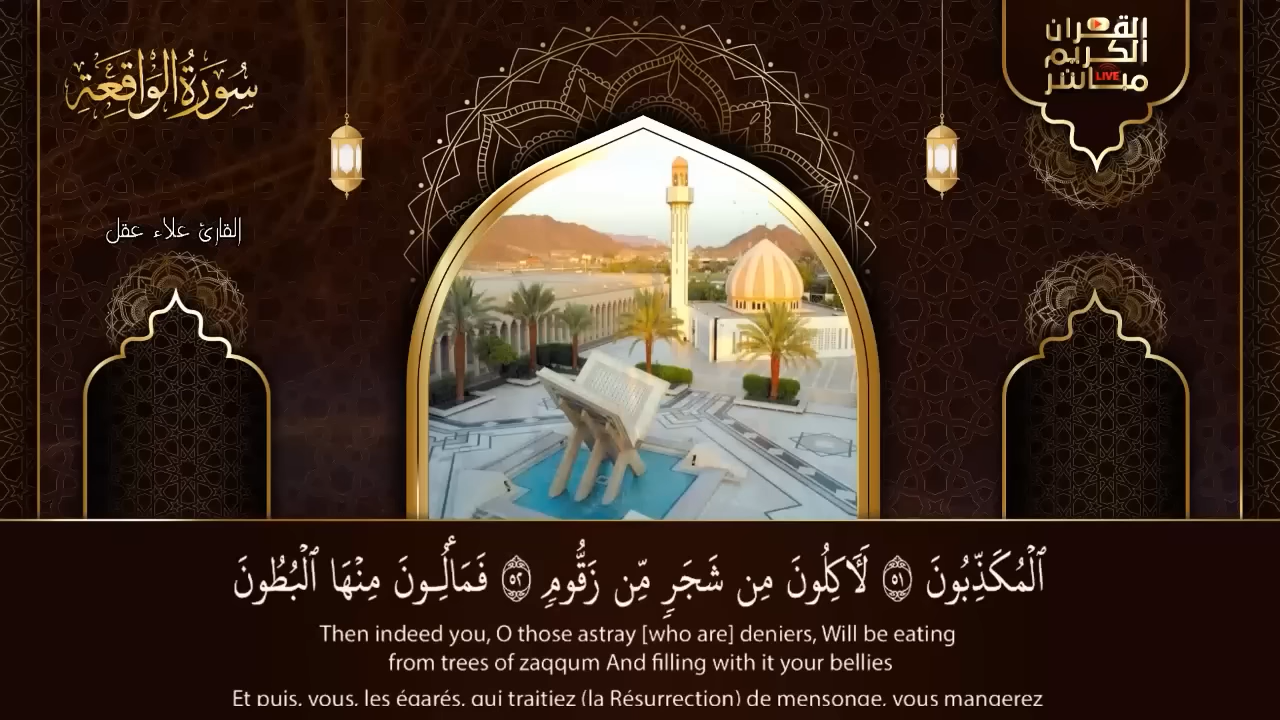 القرآن
الكريم
مباشر
LIVE
سُورَةُ الوَاقِعَة
القارئ علاء عقل
ٱلْمُكَذِّبُونَ ٥١ لَـَٔاكِلُونَ مِن شَجَرٍ مِّن زَقُّومٍ ٥٢ فَمَالِـُٔونَ مِنْهَا ٱلْبُطُونَ
Then indeed you, O those astray [who are] deniers, Will be eating
from trees of zaqqum And filling with it your bellies
Et puis, vous, les égarés, qui traitiez (la Résurrection) de mensonge, vous mangerez